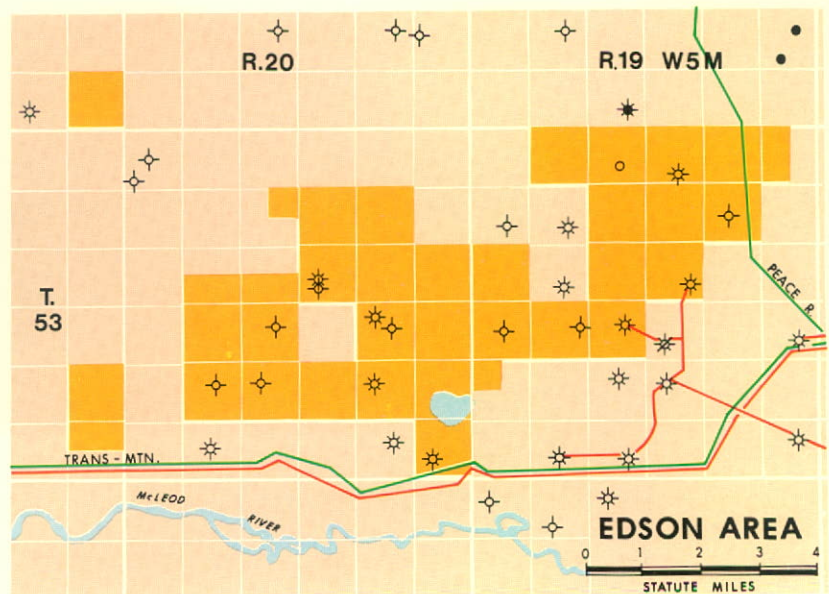 R.20
R.19 W5M
T.
53
PEACE R.
TRANS-MTN.
McLEOD
RIVER
EDSON AREA
0 1 2 3 4
STATUTE MILES